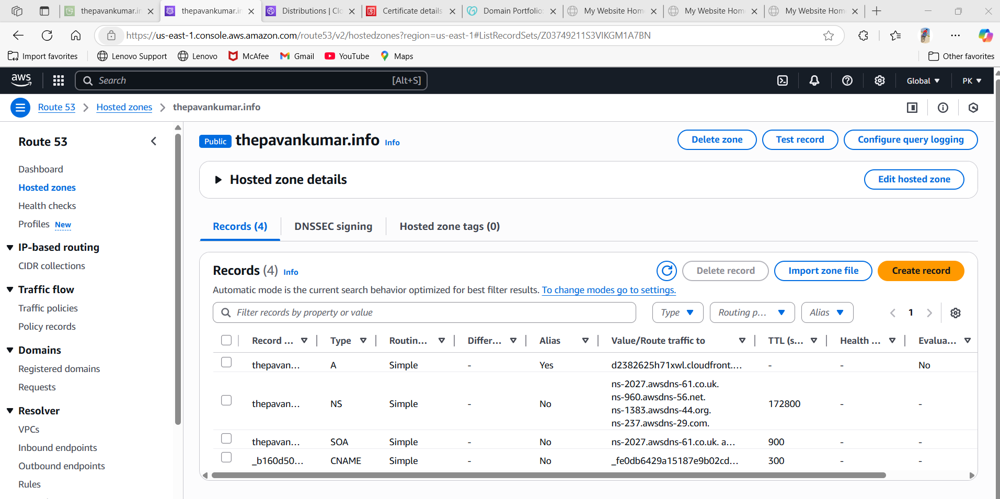 thepavankumar.in
thepavankumar.in
Distributions | Clo
Certificate details
Domain Portfolio
My Website Hom
My Website Hom
My Website Hom
https://us-east-1.console.aws.amazon.com/route53/v2/hostedzones?region=us-east-1#ListRecordSets/Z03749211S3VIKGM1A7BN
Import favorites
Lenovo Support
Lenovo
McAfee
Gmail
YouTube
Maps
Other favorites
aws
Search
[Alt+S]
Global
PK
Route 53
Hosted zones
thepavankumar.info
Route 53
Dashboard
Hosted zones
Health checks
Profiles New
IP-based routing
CIDR collections
Traffic flow
Traffic policies
Policy records
Domains
Registered domains
Requests
Resolver
VPCs
Inbound endpoints
Outbound endpoints
Rules
Public thepavankumar.info Info
Delete zone
Test record
Configure query logging
Hosted zone details
Edit hosted zone
Records (4)
DNSSEC signing
Hosted zone tags (0)
Records (4) Info
Delete record
Import zone file
Create record
Automatic mode is the current search behavior optimized for best filter results. To change modes go to settings.
Filter records by property or value
Type
Routing p...
Alias
1
Record ... Type Routin... Differ... Alias Value/Route traffic to TTL (s... Health ... Evalua...
thepavan... A Simple - Yes d2382625h71xwl.cloudfront.... - - No
thepavan... NS Simple - No ns-2027.awsdns-61.co.uk.
ns-960.awsdns-56.net.
ns-1383.awsdns-44.org.
ns-237.awsdns-29.com. 172800 - -
thepavan... SOA Simple - No ns-2027.awsdns-61.co.uk. a... 900 - -
_b160d50... CNAME Simple - No _fe0db6429a15187e9b02cd... 300 - -